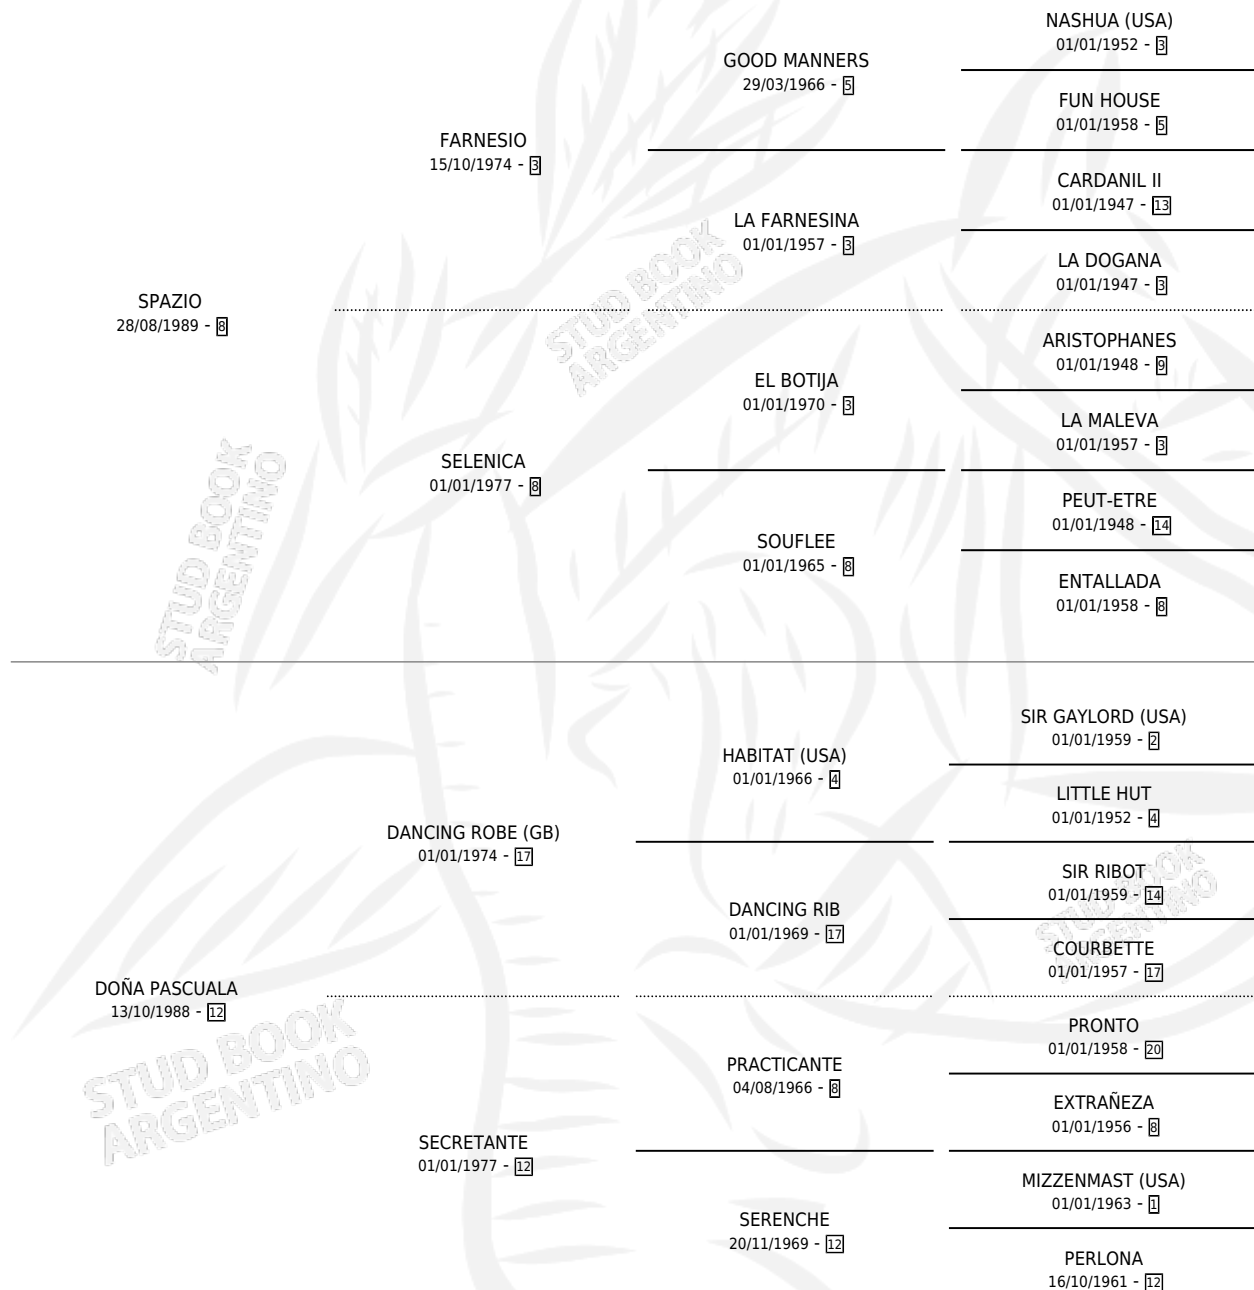 NASHUA (USA)
01/01/1952 - 3
GOOD MANNERS
29/03/1966 - 5
FUN HOUSE
01/01/1958 - 5
FARNESIO
15/10/1974 - 3
CARDANIL II
01/01/1947 - 13
LA FARNESINA
01/01/1957 - 3
LA DOGANA
01/01/1947 - 3
SPAZIO
28/08/1989 - 8
ARISTOPHANES
01/01/1948 - 9
EL BOTIJA
01/01/1970 - 3
LA MALEVA
01/01/1957 - 3
SELENICA
01/01/1977 - 8
PEUT-ETRE
01/01/1948 - 14
SOUFLEE
01/01/1965 - 8
ENTALLADA
01/01/1958 - 8
SIR GAYLORD (USA)
01/01/1959 - 2
HABITAT (USA)
01/01/1966 - 4
LITTLE HUT
01/01/1952 - 4
DANCING ROBE (GB)
01/01/1974 - 17
SIR RIBOT
01/01/1959 - 14
DANCING RIB
01/01/1969 - 17
COURBETTE
01/01/1957 - 17
DOÑA PASCUALA
13/10/1988 - 12
PRONTO
01/01/1958 - 20
PRACTICANTE
04/08/1966 - 8
EXTRAÑEZA
01/01/1956 - 8
SECRETANTE
01/01/1977 - 12
MIZZENMAST (USA)
01/01/1963 - 1
SERENCHE
20/11/1969 - 12
PERLONA
16/10/1961 - 12
STUD BOOK
ARGENTINO
STUD BOOK
ARGENTINO
STUD BOOK
ARGENTINO
STUD BOOK
ARGENTINO